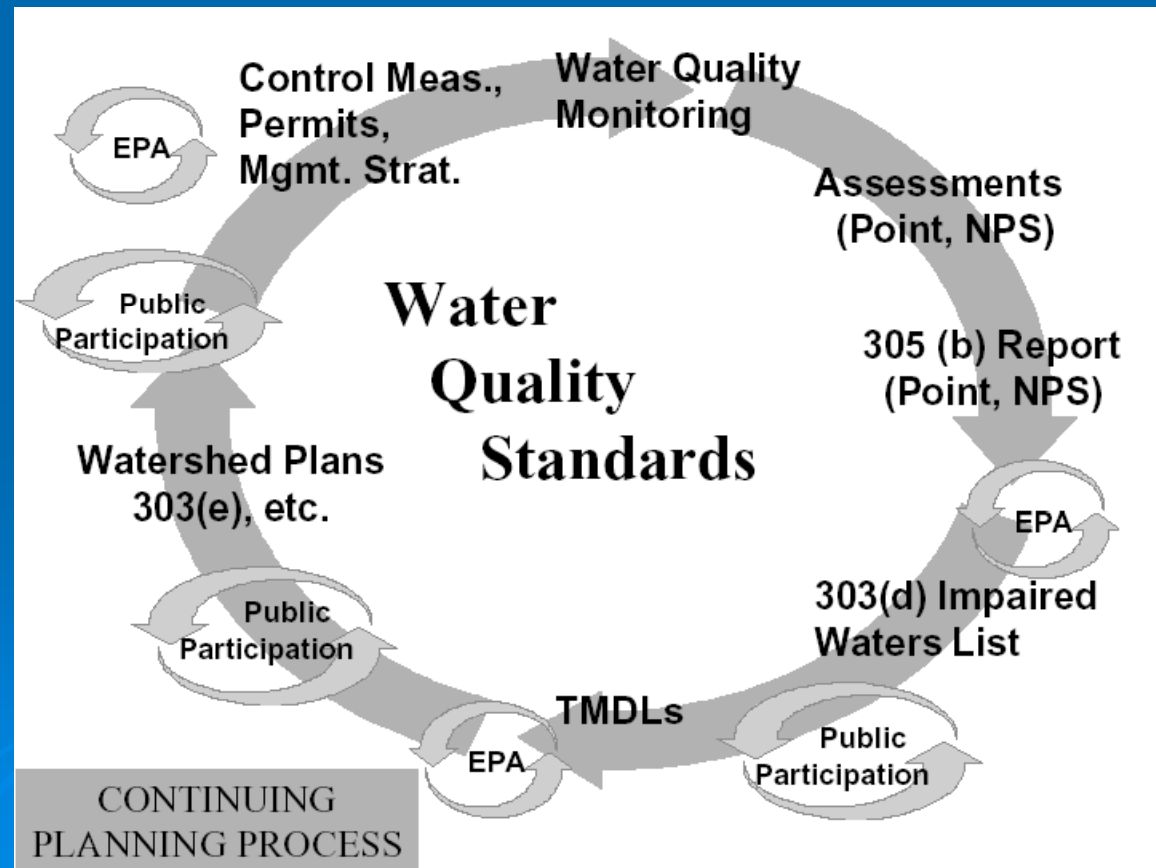 Control Meas.,
Permits,
Mgmt. Strat.
Water Quality
Monitoring
EPA
Assessments
(Point, NPS)
Public
Participation
Water
Quality
Standards
305 (b) Report
(Point, NPS)
Watershed Plans
303(e), etc.
EPA
303(d) Impaired
Waters List
Public
Participation
TMDLs
EPA
Public
Participation
CONTINUING
PLANNING PROCESS